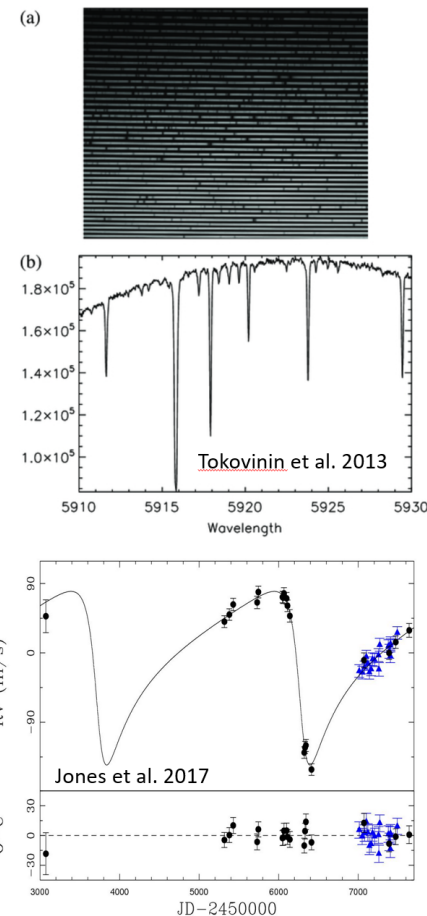 (a)
(b)
1.8×10⁵
1.6×10⁵
1.4×10⁵
1.2×10⁵
1.0×10⁵
Tokovinin et al. 2013
5910 5915 5920 5925 5930
Wavelength
90
0
−90
Jones et al. 2017
30
15
0
−15
−30
3000 4000 5000 6000 7000
JD−2450000